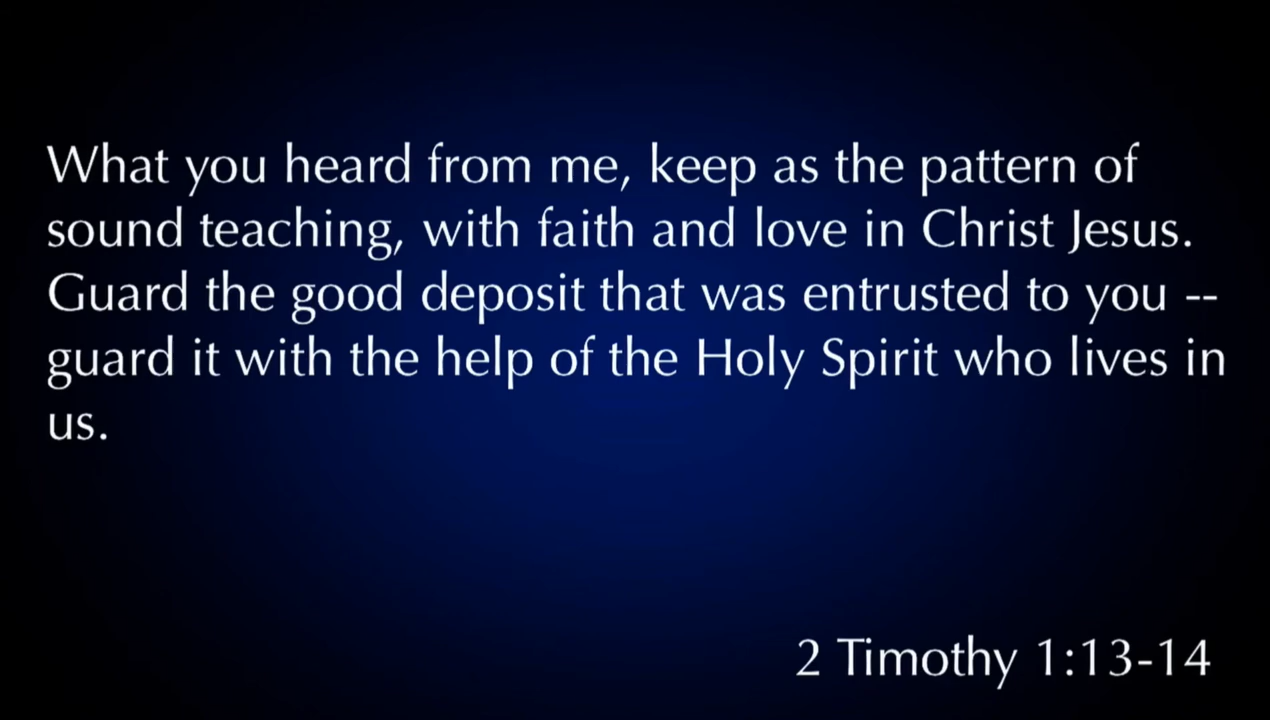 What you heard from me, keep as the pattern of
sound teaching, with faith and love in Christ Jesus.
Guard the good deposit that was entrusted to you --
guard it with the help of the Holy Spirit who lives in
us.
2 Timothy 1:13-14